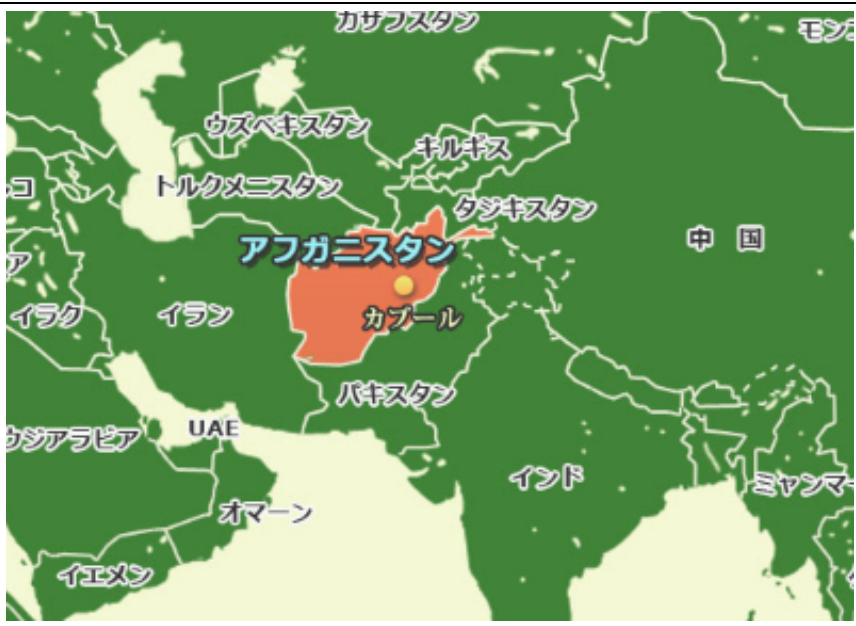 カザフスタン
モンゴ
ウズベキスタン
キルギス
ルコ
トルクメニスタン
タジキスタン
アフガニスタン
中 国
ア
イラク
イラン
カブール
パキスタン
ウジアラビア
UAE
インド
ミャンマー
オマーン
イエメン